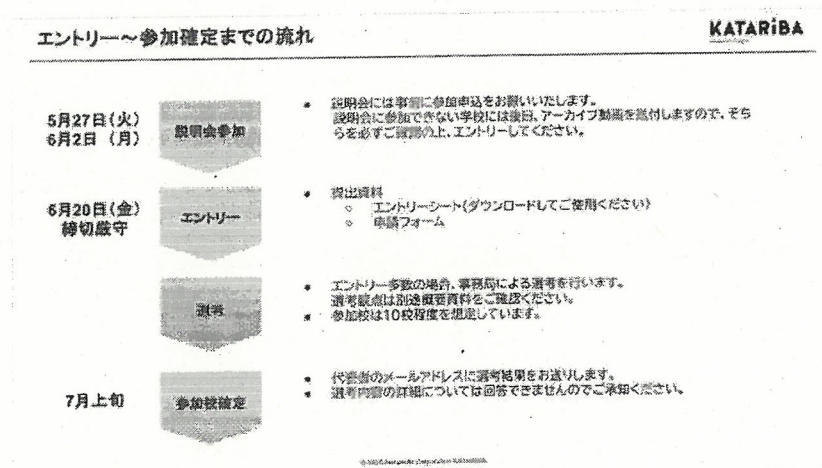 エントリー～参加確定までの流れ
KATARiBA
5月27日(火)
6月2日 (月)
説明会参加
• 説明会には事前に参加申込をお願いいたします。
説明会に参加できない学校には後日、アーカイブ動画を送付しますので、そち
らを必ずご確認の上、エントリーしてください。
6月20日(金)
締切厳守
エントリー
• 提出資料
○ エントリーシート(ダウンロードしてご使用ください)
○ 申請フォーム
選考
• エントリー多数の場合、事務局による選考を行います。
選考観点は別途概要資料をご確認ください。
• 参加校は10校程度を想定しています。
7月上旬
参加校確定
• 代表者のメールアドレスに選考結果をお送りします。
• 選考内容の詳細については回答できませんのでご承知ください。